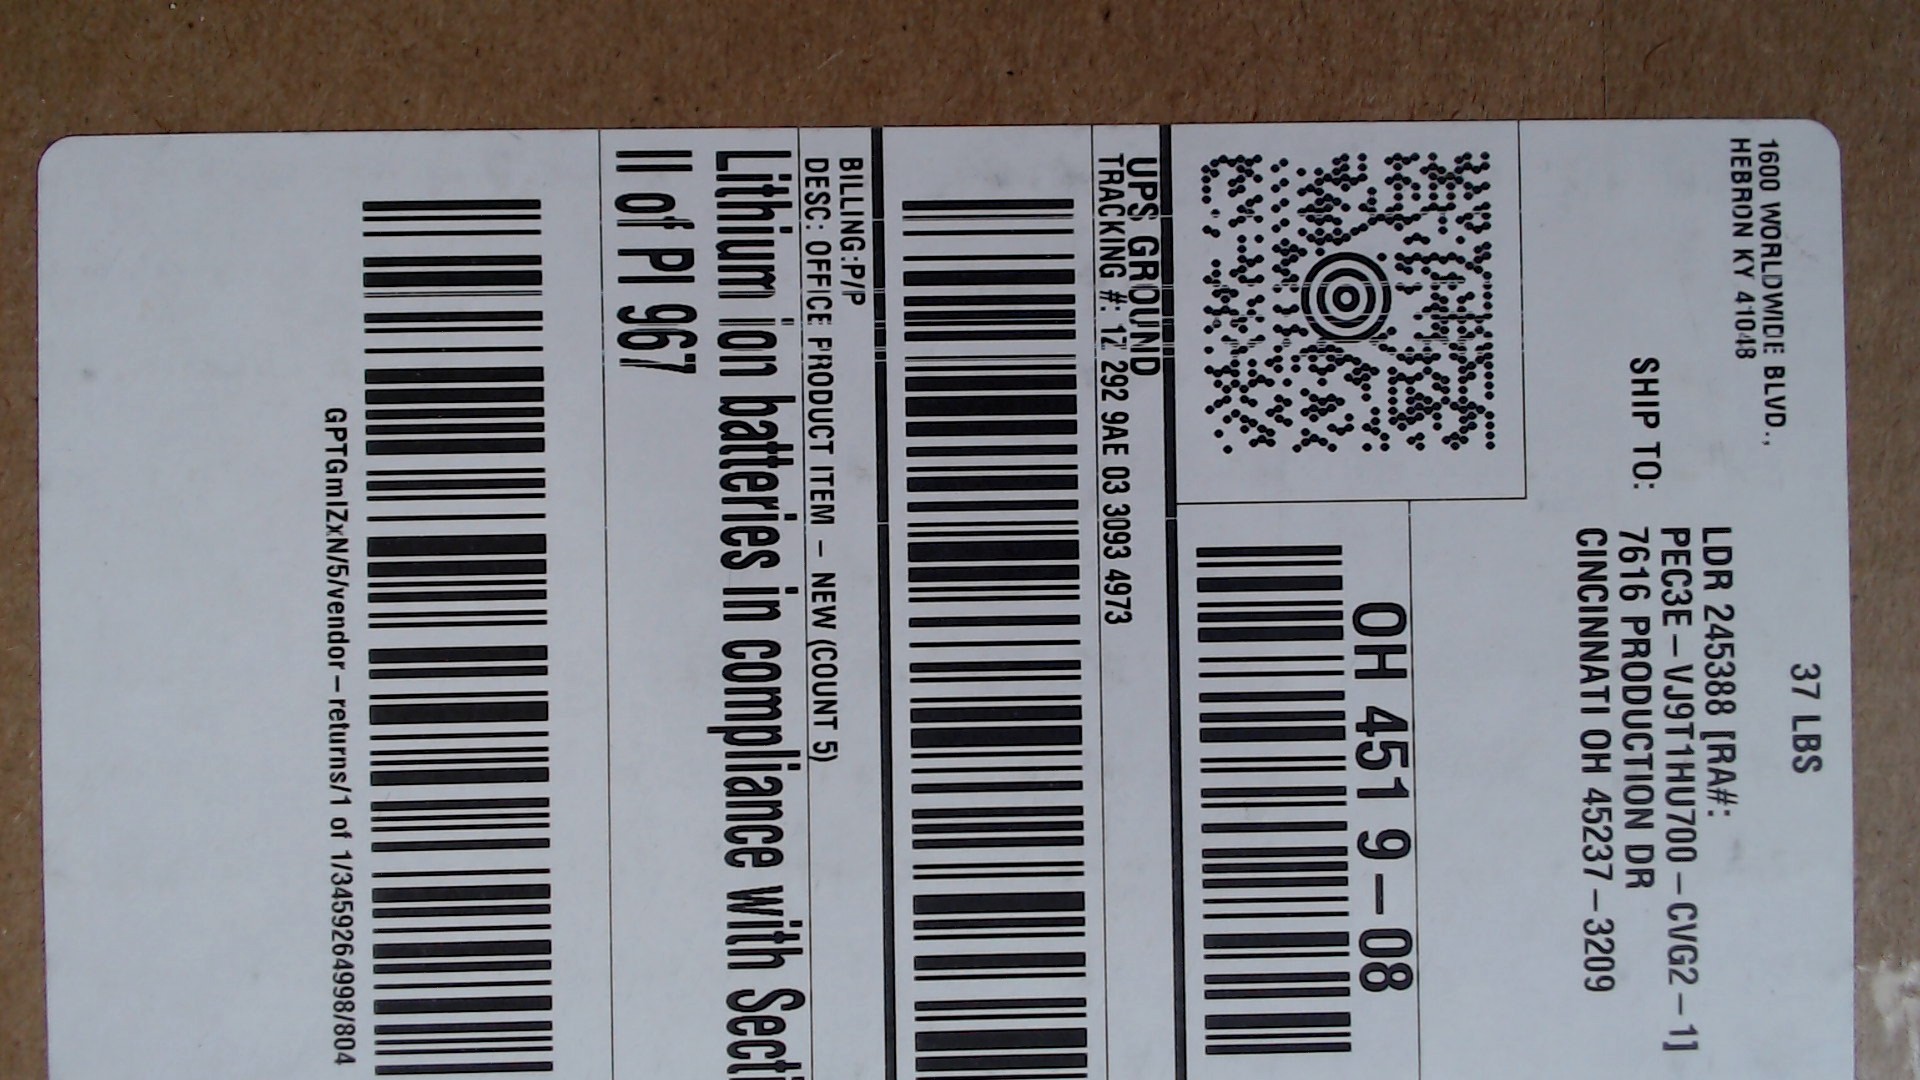 1600 WORLDWIDE BLVD.,
HEBRON KY 41048
37 LBS
SHIP TO:
LDR 245388 [RA#:
PEC3E-VJ9T1HU700-CVG2-1]
7616 PRODUCTION DR
CINCINNATI OH 45237-3209
OH 451 9-08
UPS GROUND
TRACKING #: 1Z 292 9AE 03 3093 4973
BILLING:P/P
DESC: OFFICE PRODUCT ITEM - NEW (COUNT 5)
Lithium ion batteries in compliance with Secti
II of PI 967
GPTGmIZxN/5/vendor-returns/1 of 1/3459264998/804